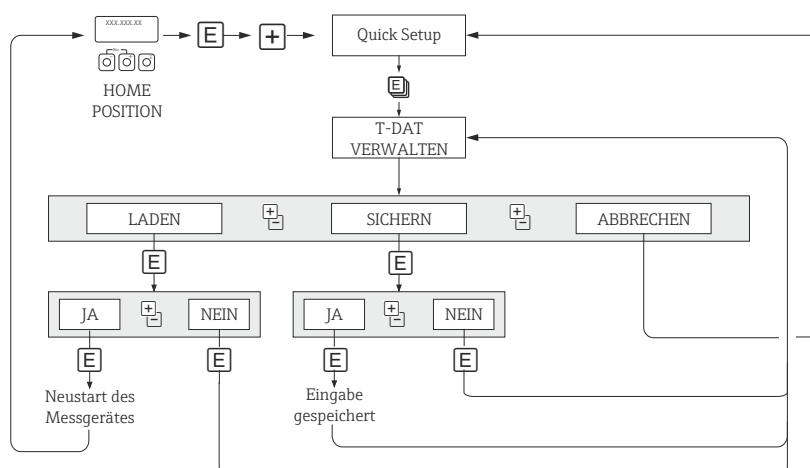 XXX.XXX.XX
Esc
E
+
Quick Setup
HOME
POSITION
E
T-DAT
VERWALTEN
LADEN
+
-
SICHERN
+
-
ABBRECHEN
E
E
JA
+
-
NEIN
JA
+
-
NEIN
E
E
E
E
Neustart des
Messgerätes
Eingabe
gespeichert